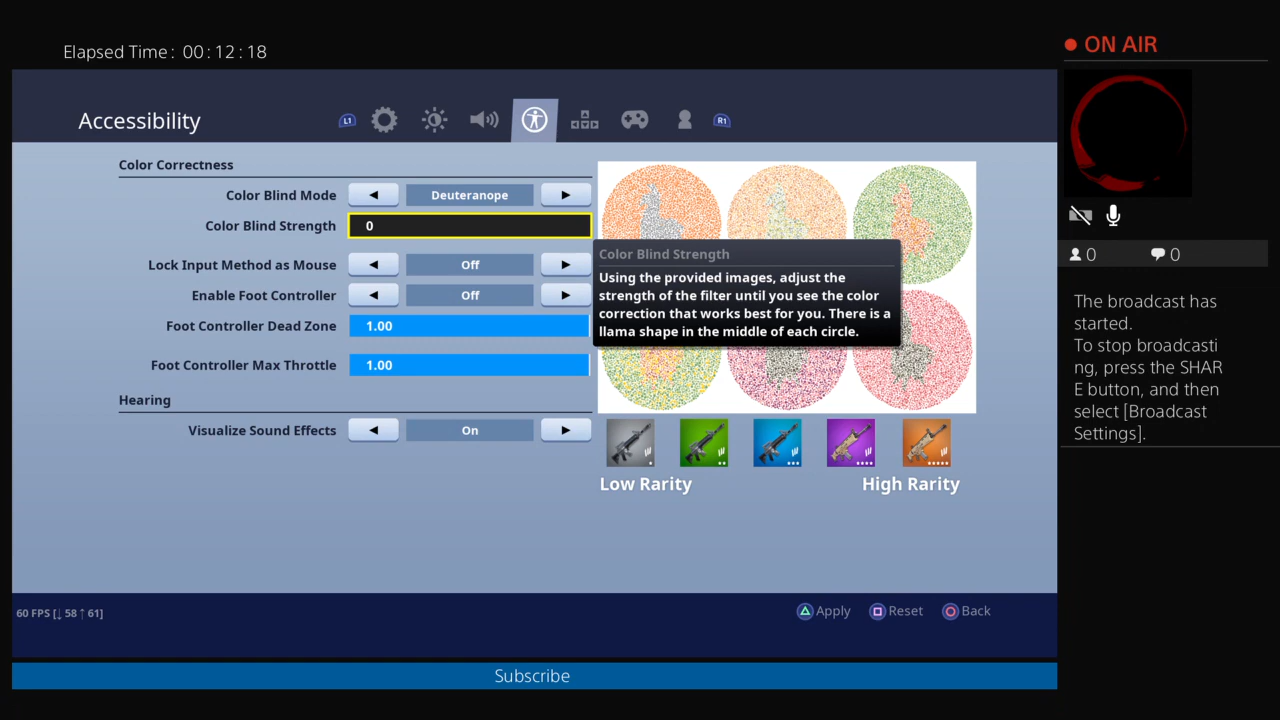 Elapsed Time: 00:12:18
ON AIR
Accessibility
L1
R1
Color Correctness
Color Blind Mode
Deuteranope
Color Blind Strength
0
Lock Input Method as Mouse
Off
Enable Foot Controller
Off
Foot Controller Dead Zone
1.00
Foot Controller Max Throttle
1.00
Hearing
Visualize Sound Effects
On
Color Blind Strength
Using the provided images, adjust the
strength of the filter until you see the color
correction that works best for you. There is a
llama shape in the middle of each circle.
Low Rarity
High Rarity
0
0
The broadcast has
started.
To stop broadcasti
ng, press the SHAR
E button, and then
select [Broadcast
Settings].
60 FPS [↓ 58 ↑ 61]
Apply
Reset
Back
Subscribe